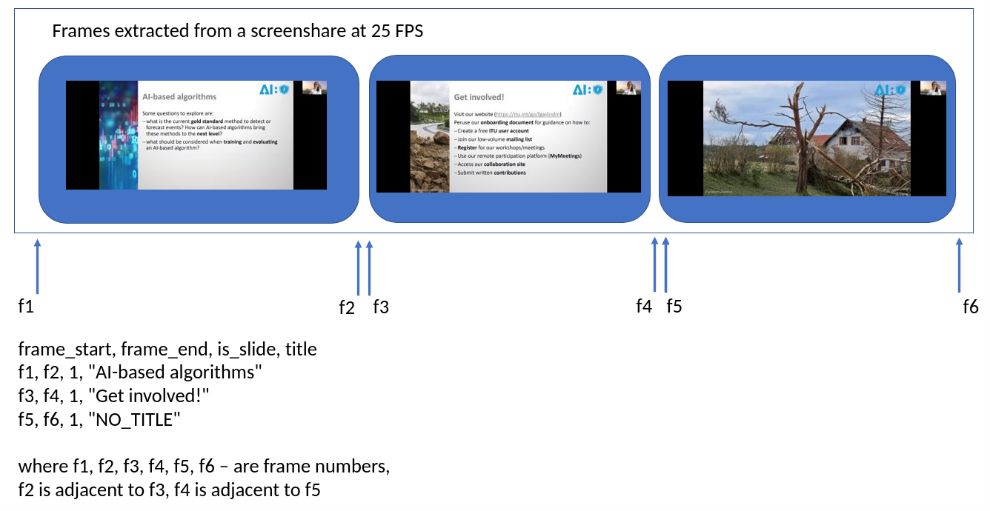 Frames extracted from a screenshare at 25 FPS
AI:
AI-based algorithms
Some questions to explore are:
–what is the current gold standard method to detect or
forecast events? How can AI-based algorithms bring
these methods to the next level?
–what should be considered when training and evaluating
an AI-based algorithm?
AI:
Get involved!
Visit our website
Peruse our onboarding document for guidance on how to:
–Create a free ITU user account
–Join our low-volume mailing list
–Register for our workshops/meetings
–Use our remote participation platform (MyMeetings)
–Access our collaboration site
–Submit written contributions
AI:
f1
f2
f3
f4
f5
f6
frame_start, frame_end, is_slide, title
f1, f2, 1, "AI-based algorithms"
f3, f4, 1, "Get involved!"
f5, f6, 1, "NO_TITLE"
where f1, f2, f3, f4, f5, f6 – are frame numbers,
f2 is adjacent to f3, f4 is adjacent to f5